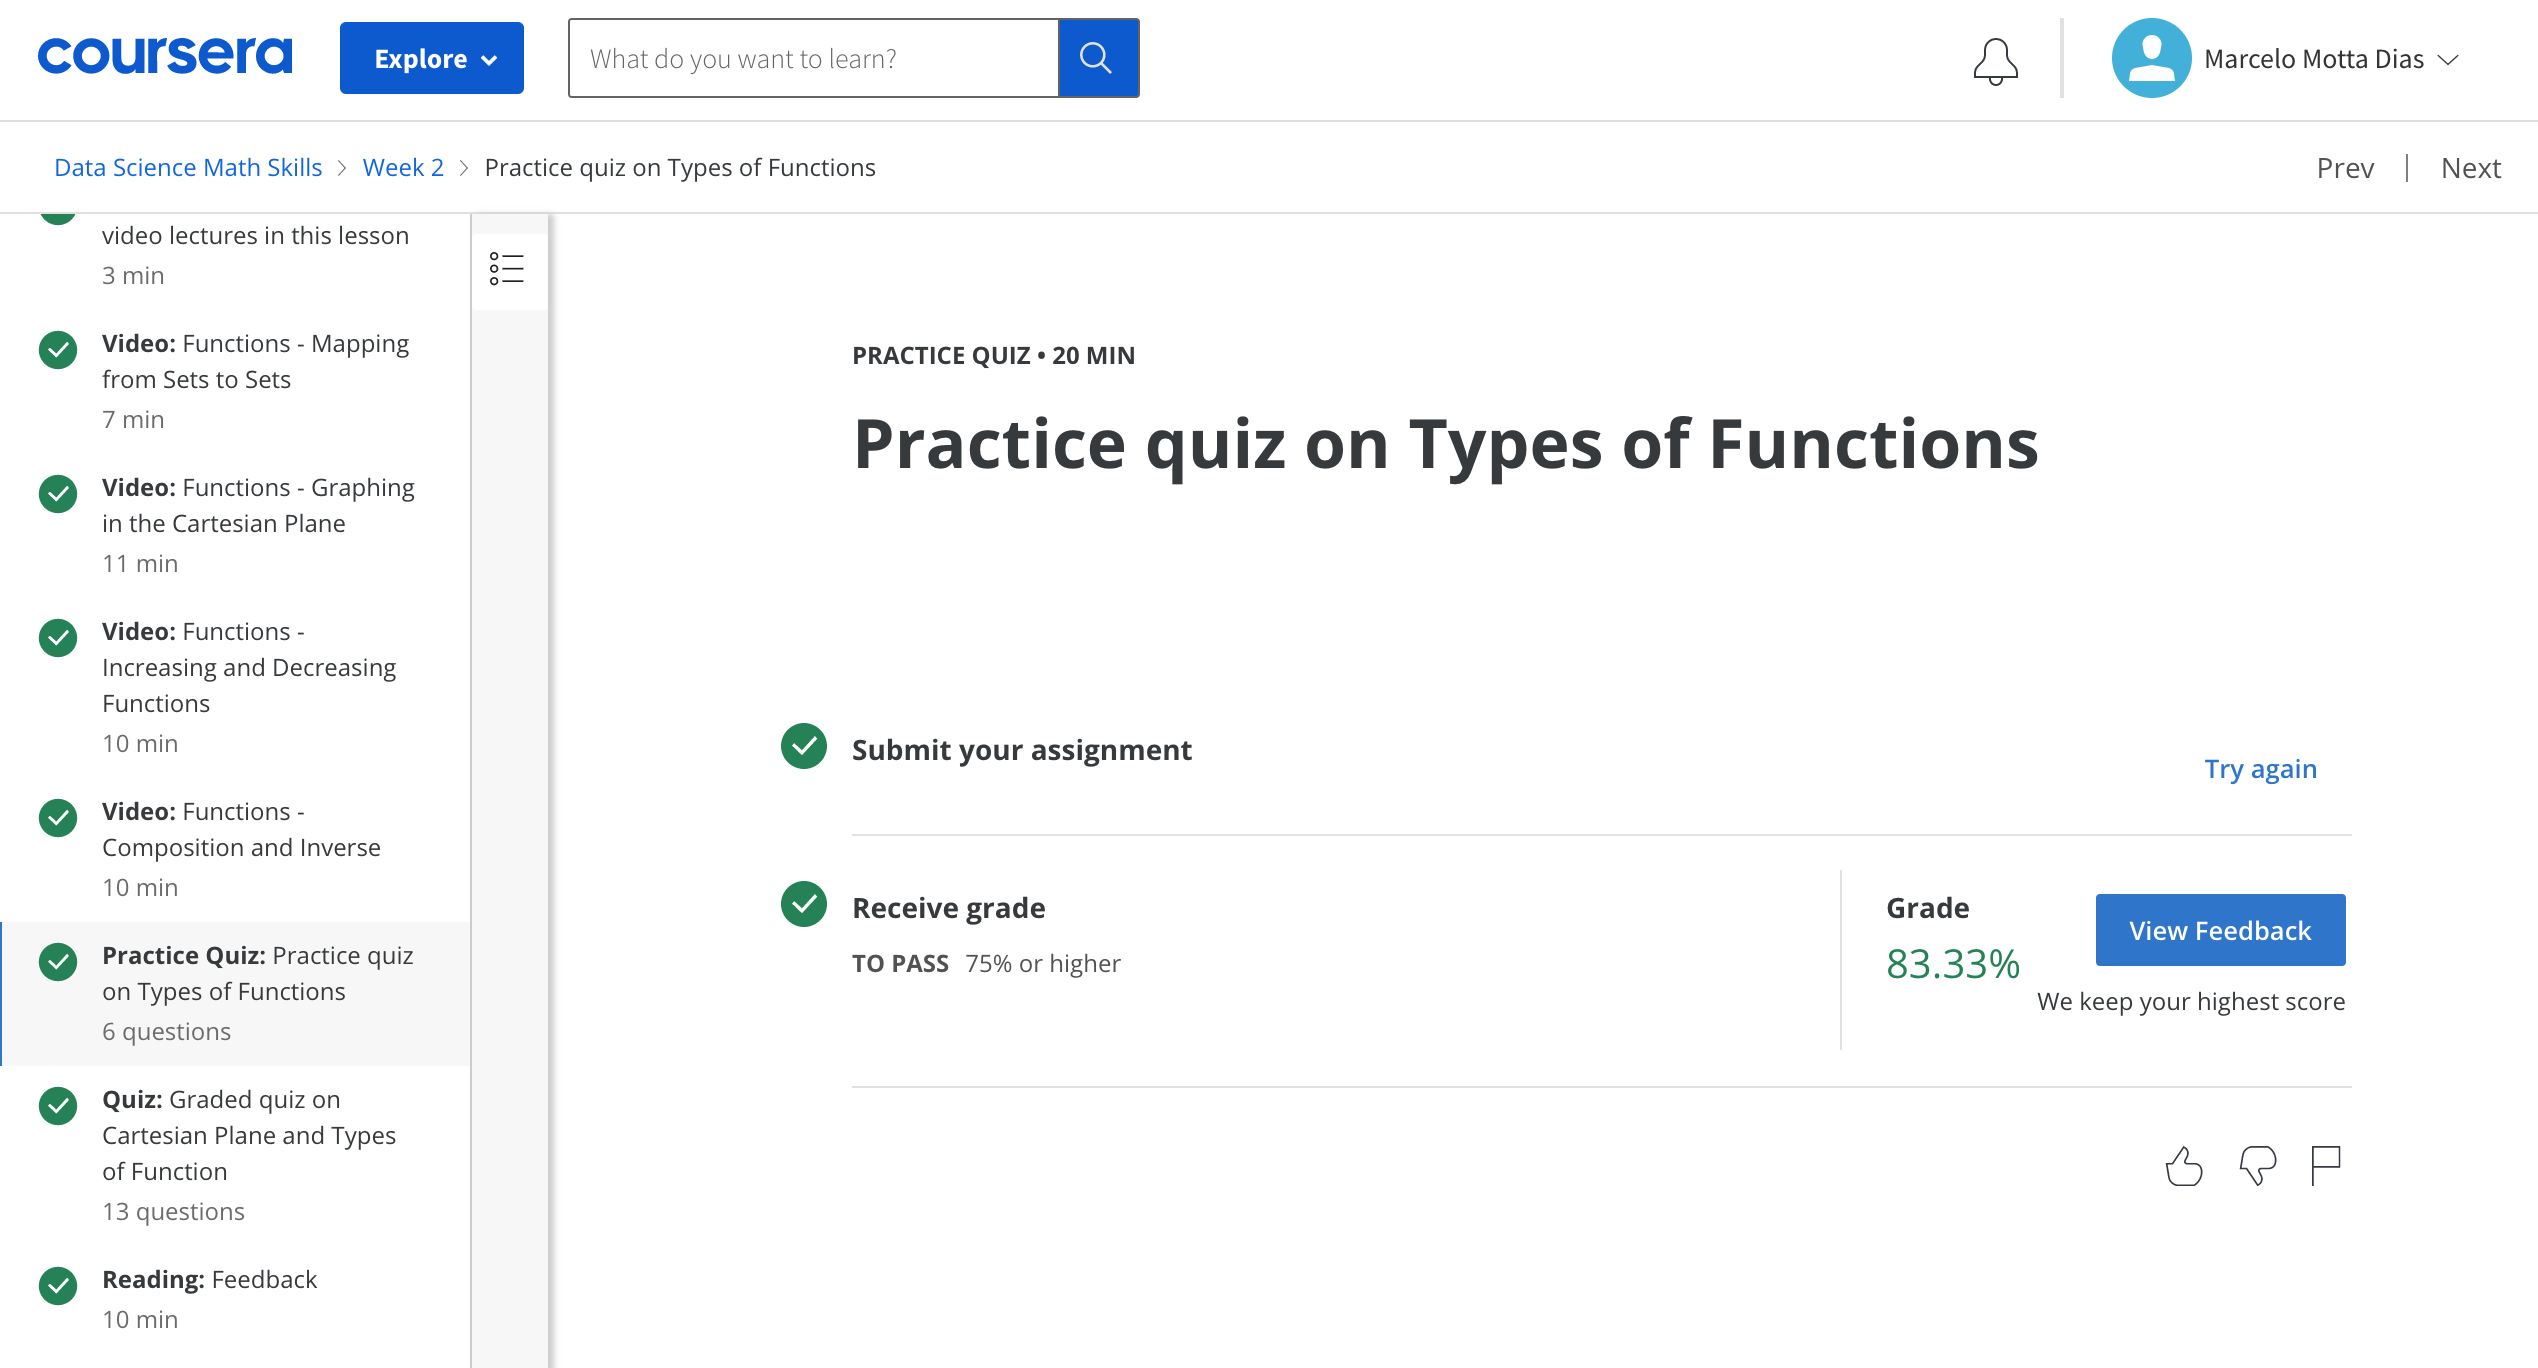 coursera
Explore
What do you want to learn?
Marcelo Motta Dias
Data Science Math Skills
Week 2
Practice quiz on Types of Functions
Prev
Next
video lectures in this lesson
3 min
Video: Functions - Mapping
from Sets to Sets
7 min
Video: Functions - Graphing
in the Cartesian Plane
11 min
Video: Functions -
Increasing and Decreasing
Functions
10 min
Video: Functions -
Composition and Inverse
10 min
Practice Quiz: Practice quiz
on Types of Functions
6 questions
Quiz: Graded quiz on
Cartesian Plane and Types
of Function
13 questions
Reading: Feedback
10 min
PRACTICE QUIZ • 20 MIN
Practice quiz on Types of Functions
Submit your assignment
Try again
Receive grade
TO PASS 75% or higher
Grade
83.33%
View Feedback
We keep your highest score